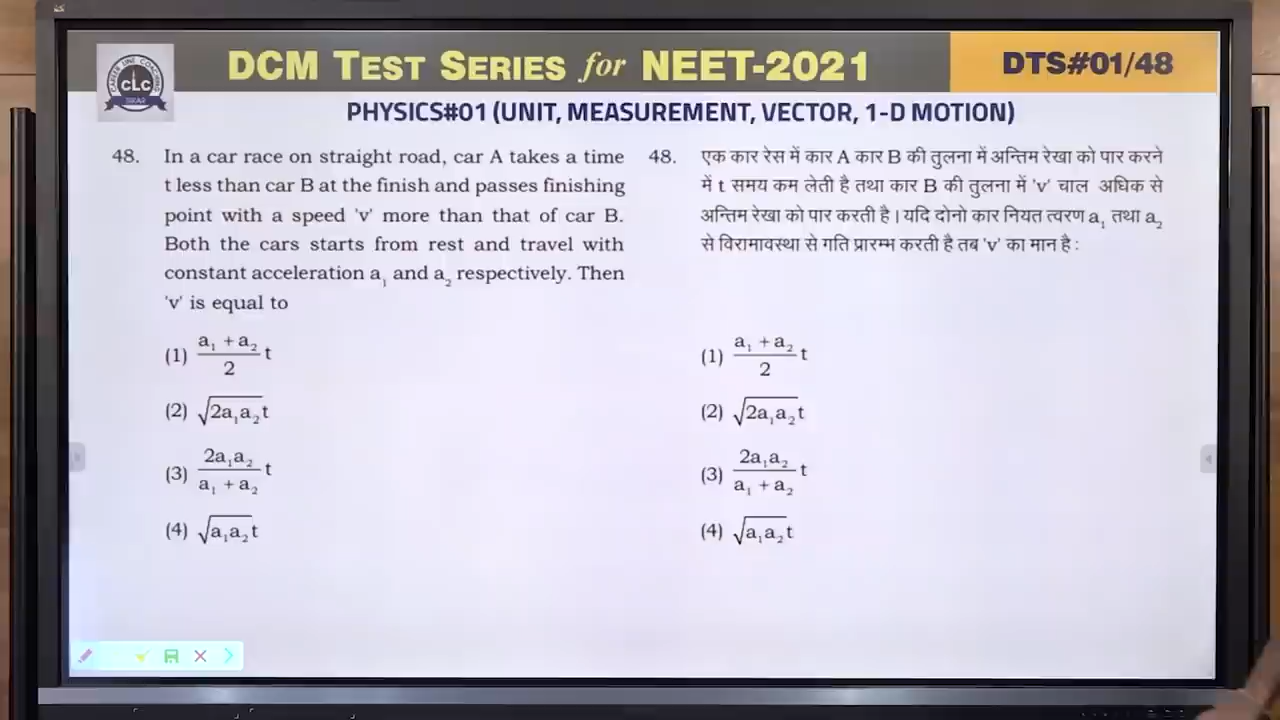 DCM TEST SERIES for NEET-2021
DTS#01/48
CLC
SIKAR
PHYSICS#01 (UNIT, MEASUREMENT, VECTOR, 1-D MOTION)
48. In a car race on straight road, car A takes a time
t less than car B at the finish and passes finishing
point with a speed 'v' more than that of car B.
Both the cars starts from rest and travel with
constant acceleration a₁ and a₂ respectively. Then
'v' is equal to
(1) (a₁ + a₂)/2 t
(2) √(2a₁a₂) t
(3) (2a₁a₂)/(a₁ + a₂) t
(4) √(a₁a₂) t
48. एक कार रेस में कार A कार B की तुलना में अन्तिम रेखा को पार करने
में t समय कम लेती है तथा कार B की तुलना में 'v' चाल अधिक से
अन्तिम रेखा को पार करती है। यदि दोनो कार नियत त्वरण a₁ तथा a₂
से विरामावस्था से गति प्रारम्भ करती है तब 'v' का मान है :
(1) (a₁ + a₂)/2 t
(2) √(2a₁a₂) t
(3) (2a₁a₂)/(a₁ + a₂) t
(4) √(a₁a₂) t